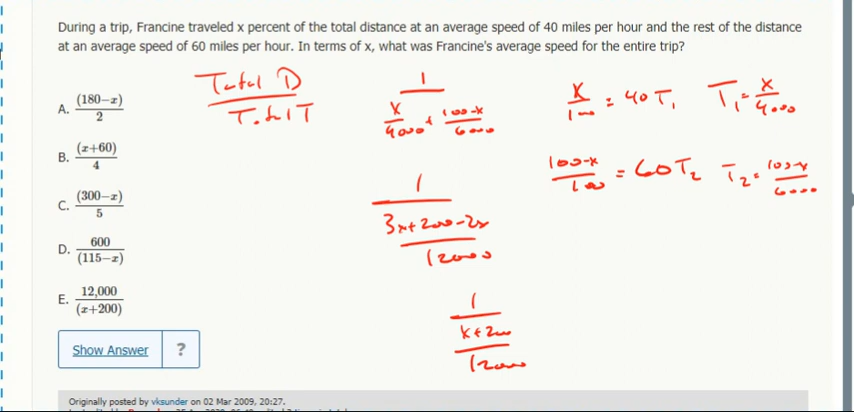 During a trip, Francine traveled x percent of the total distance at an average speed of 40 miles per hour and the rest of the distance
at an average speed of 60 miles per hour. In terms of x, what was Francine's average speed for the entire trip?
A. (180−x)/2
B. (x+60)/4
C. (300−x)/5
D. 600/(115−x)
E. 12,000/(x+200)
Show Answer ?
Originally posted by vksunder on 02 Mar 2009, 20:27.
Total D / Total T
1 / (x/4000 + 100-x/6000)
1 / (3x+200-2x/12000)
1 / (x+200/12000)
x/100 = 40T₁ T₁ = x/4000
100-x/100 = 60T₂ T₂ = 100-x/6000